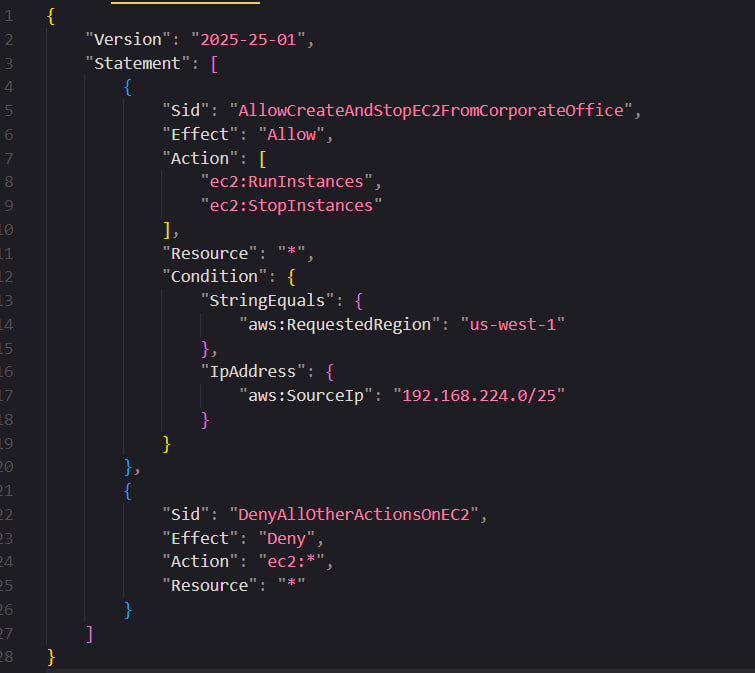 1 {
2 "Version": "2025-25-01",
3 "Statement": [
4 {
5 "Sid": "AllowCreateAndStopEC2FromCorporateOffice",
6 "Effect": "Allow",
7 "Action": [
8 "ec2:RunInstances",
9 "ec2:StopInstances"
10 ],
11 "Resource": "*",
12 "Condition": {
13 "StringEquals": {
14 "aws:RequestedRegion": "us-west-1"
15 },
16 "IpAddress": {
17 "aws:SourceIp": "192.168.224.0/25"
18 }
19 }
20 },
21 {
22 "Sid": "DenyAllOtherActionsOnEC2",
23 "Effect": "Deny",
24 "Action": "ec2:*",
25 "Resource": "*"
26 }
27 ]
28 }